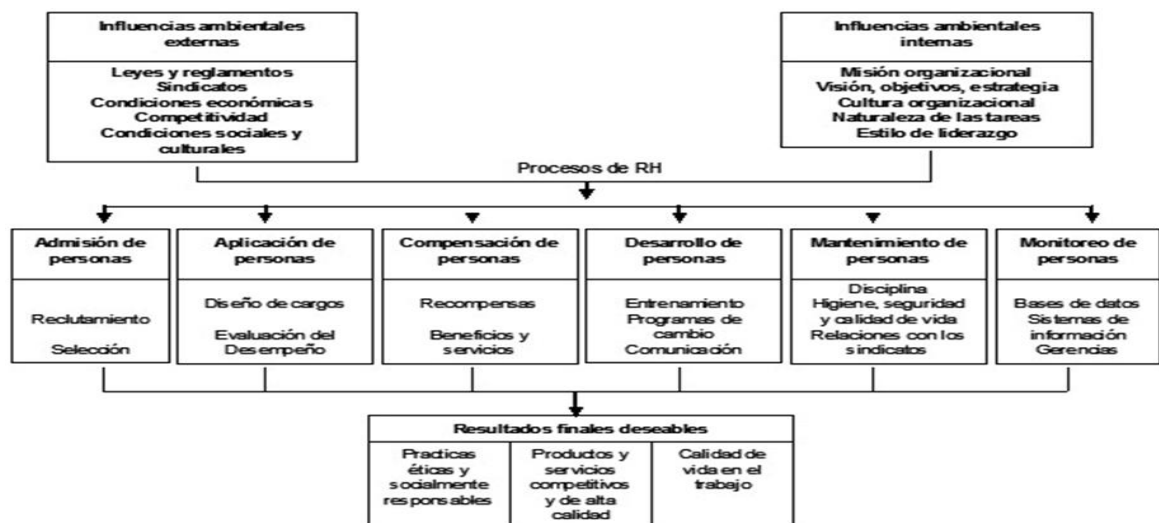 Influencias ambientales
externas
Leyes y reglamentos
Sindicatos
Condiciones económicas
Competitividad
Condiciones sociales y
culturales
Influencias ambientales
internas
Misión organizacional
Visión, objetivos, estrategia
Cultura organizacional
Naturaleza de las tareas
Estilo de liderazgo
Procesos de RH
Admisión de
personas
Reclutamiento
Selección
Aplicación de
personas
Diseño de cargos
Evaluación del
Desempeño
Compensación de
personas
Recompensas
Beneficios y
servicios
Desarrollo de
personas
Entrenamiento
Programas de
cambio
Comunicación
Mantenimiento de
personas
Disciplina
Higiene, seguridad
y calidad de vida
Relaciones con los
sindicatos
Monitoreo de
personas
Bases de datos
Sistemas de
información
Gerencias
Resultados finales deseables
Practicas
éticas y
socialmente
responsables
Productos y
servicios
competitivos
y de alta
calidad
Calidad de
vida en el
trabajo